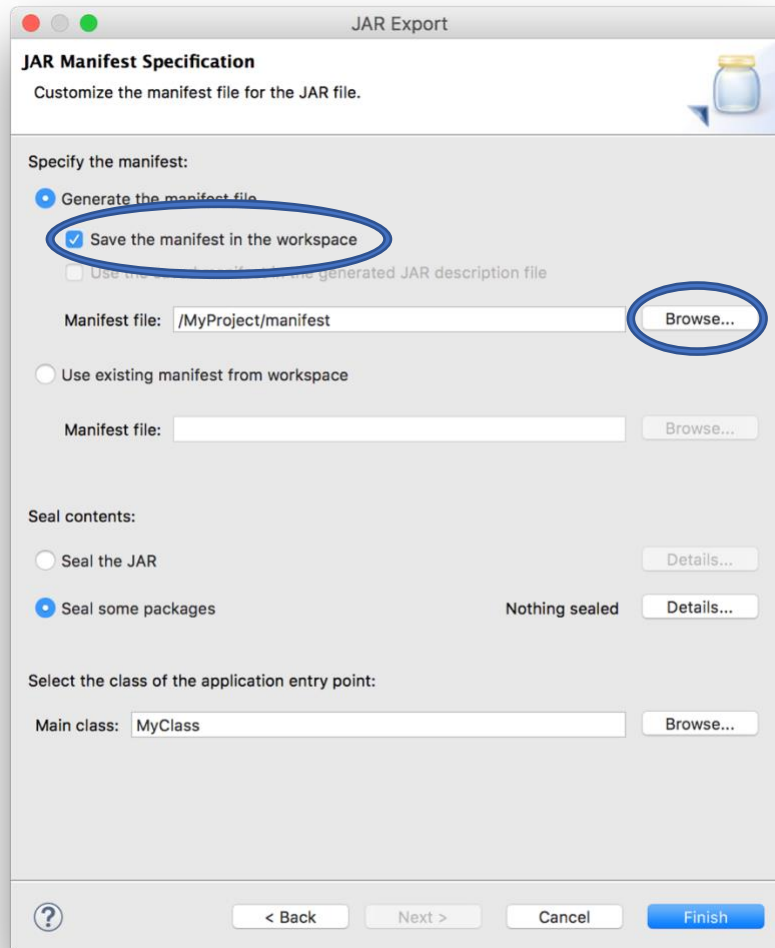 JAR Export
JAR Manifest Specification
Customize the manifest file for the JAR file.
Specify the manifest:
Generate the manifest file
Save the manifest in the workspace
Use the manifest in the generated JAR description file
Manifest file: /MyProject/manifest Browse...
Use existing manifest from workspace
Manifest file: Browse...
Seal contents:
Seal the JAR Details...
Seal some packages Nothing sealed Details...
Select the class of the application entry point:
Main class: MyClass Browse...
? < Back Next > Cancel Finish